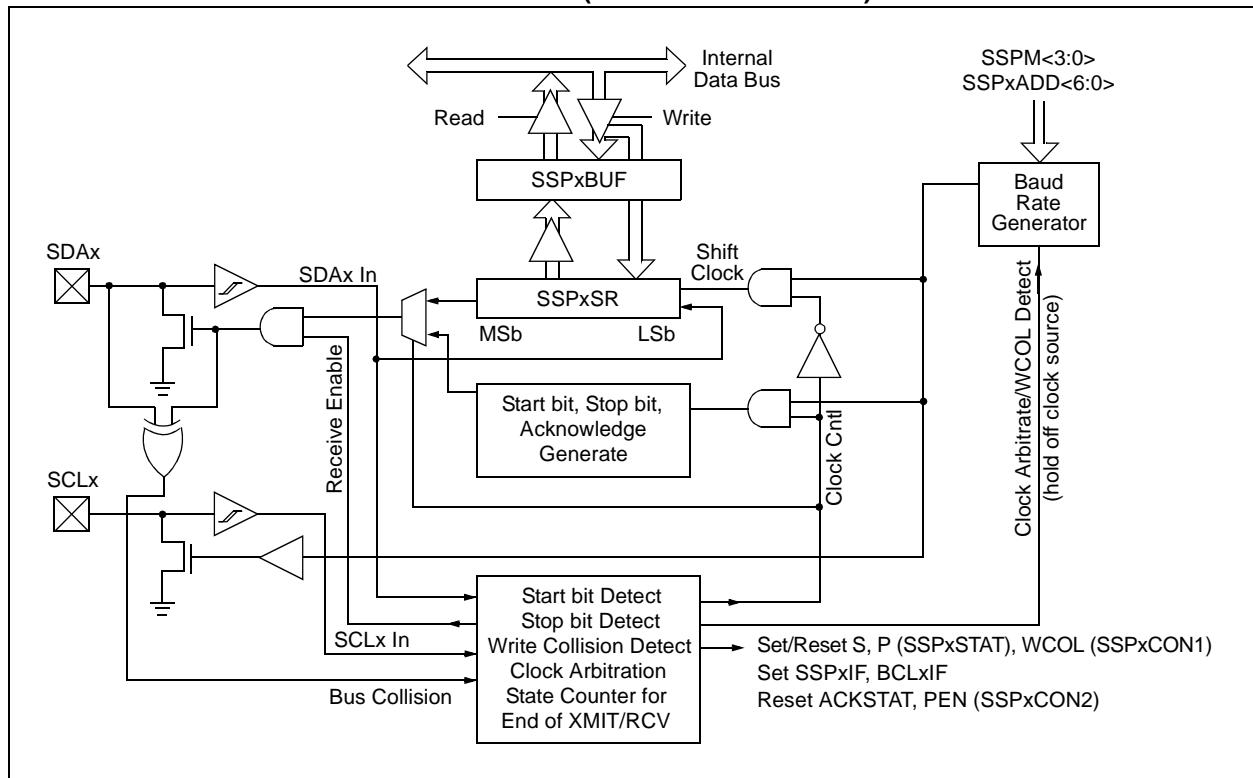 Internal
Data Bus
SSPM<3:0>
SSPxADD<6:0>
Read
Write
SSPxBUF
Baud
Rate
Generator
SDAx
SDAx In
Shift
Clock
SSPxSR
MSb
LSb
Receive Enable
Start bit, Stop bit,
Acknowledge
Generate
Clock Cntl
Clock Arbitrate/WCOL Detect
(hold off clock source)
SCLx
SCLx In
Bus Collision
Start bit Detect
Stop bit Detect
Write Collision Detect
Clock Arbitration
State Counter for
End of XMIT/RCV
Set/Reset S, P (SSPxSTAT), WCOL (SSPxCON1)
Set SSPxIF, BCLxIF
Reset ACKSTAT, PEN (SSPxCON2)